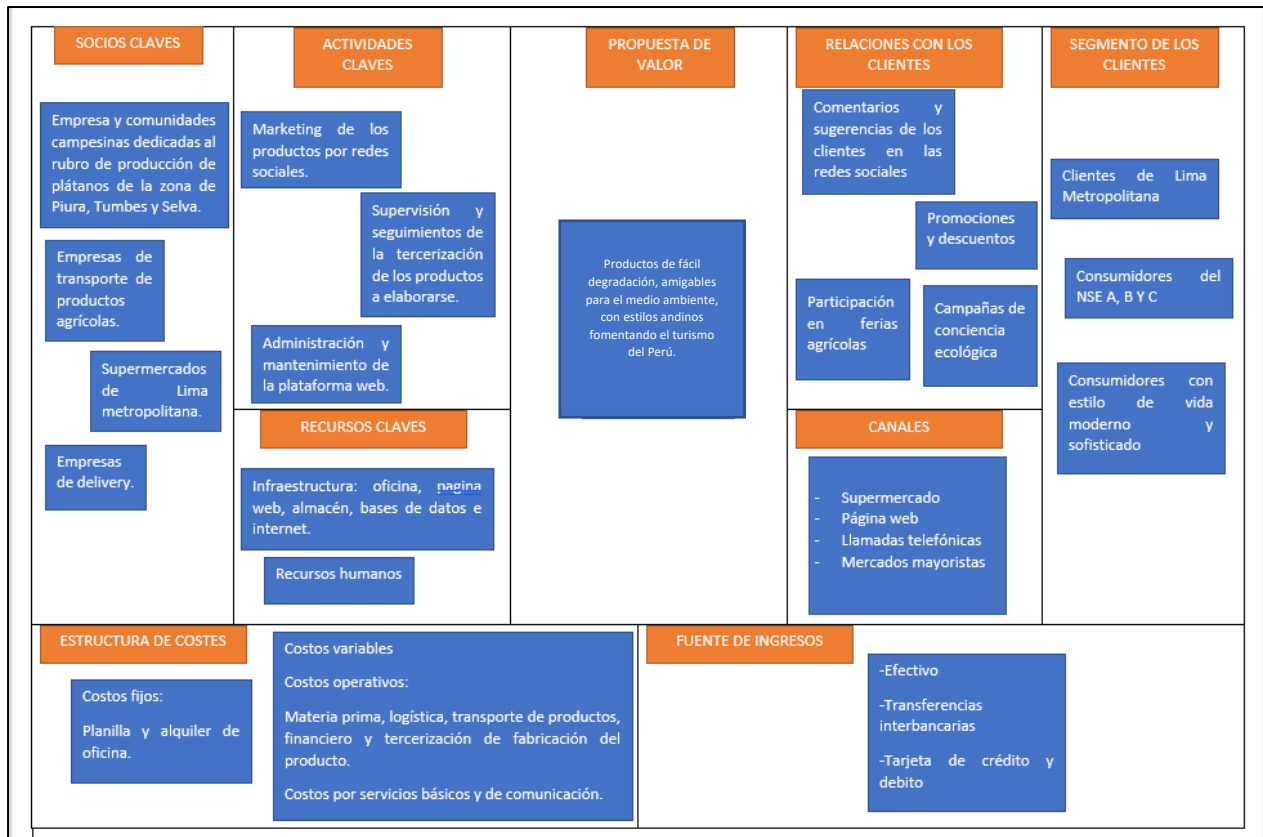 SOCIOS CLAVES
Empresa y comunidades
campesinas dedicadas al
rubro de producción de
plátanos de la zona de
Piura, Tumbes y Selva.
Empresas de
transporte de
productos
agrícolas.
Supermercados
de Lima
metropolitana.
Empresas
de delivery.
ACTIVIDADES
CLAVES
Marketing de los
productos por redes
sociales.
Supervisión y
seguimientos de
la tercerización
de los productos
a elaborarse.
Administración y
mantenimiento de
la plataforma web.
RECURSOS CLAVES
Infraestructura: oficina, pagina
web, almacén, bases de datos e
internet.
Recursos humanos
PROPUESTA DE
VALOR
Productos de fácil
degradación, amigables
para el medio ambiente,
con estilos andinos
fomentando el turismo
del Perú.
RELACIONES CON LOS
CLIENTES
Comentarios y
sugerencias de los
clientes en las
redes sociales
Promociones
y descuentos
Participación
en ferias
agrícolas
Campañas de
conciencia
ecológica
CANALES
- Supermercado
- Página web
- Llamadas telefónicas
- Mercados mayoristas
SEGMENTO DE LOS
CLIENTES
Clientes de Lima
Metropolitana
Consumidores del
NSE A, B Y C
Consumidores con
estilo de vida
moderno y
sofisticado
ESTRUCTURA DE COSTES
Costos fijos:
Planilla y alquiler de
oficina.
Costos variables
Costos operativos:
Materia prima, logística, transporte de productos,
financiero y tercerización de fabricación del
producto.
Costos por servicios básicos y de comunicación.
FUENTE DE INGRESOS
-Efectivo
-Transferencias
interbancarias
-Tarjeta de crédito y
debito